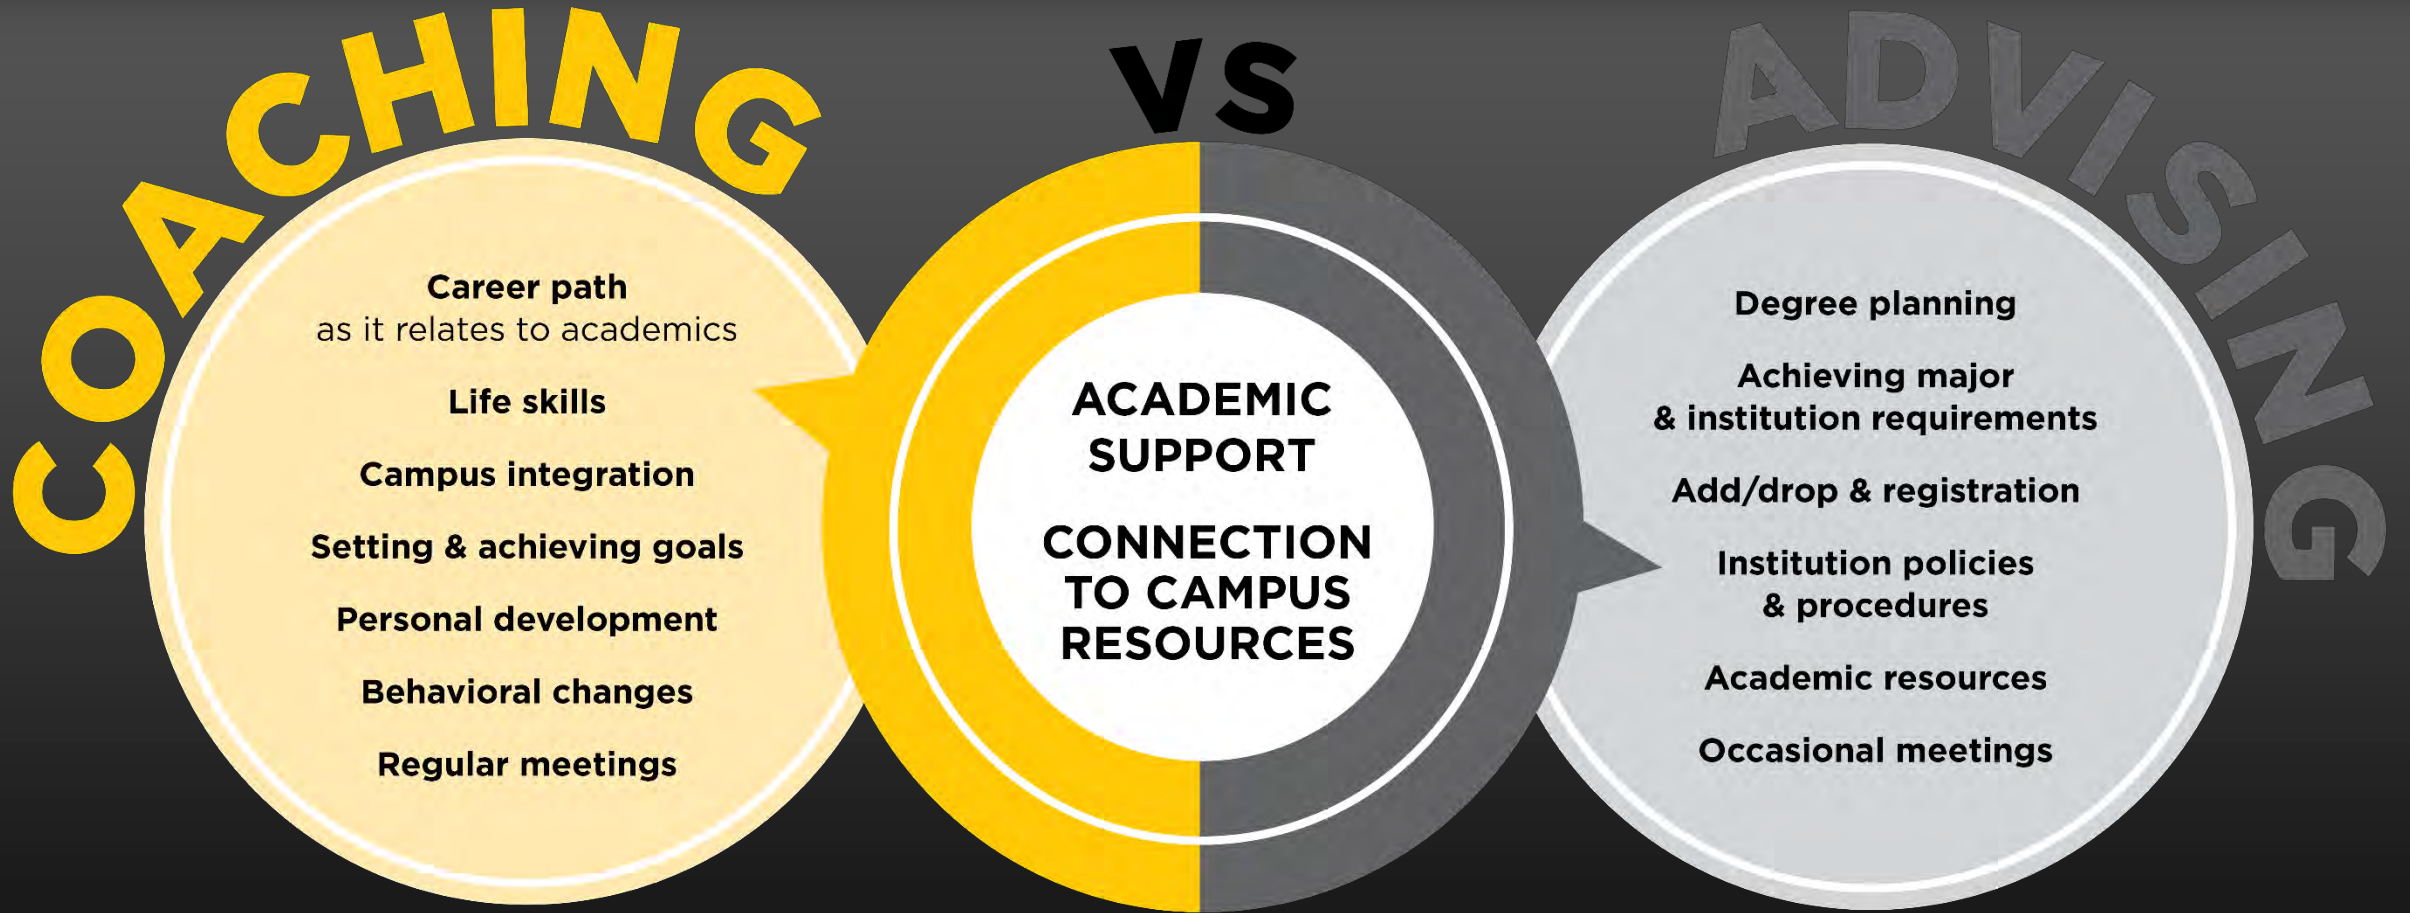 COACHING
Career path
as it relates to academics
Life skills
Campus integration
Setting & achieving goals
Personal development
Behavioral changes
Regular meetings
VS
ACADEMIC
SUPPORT
CONNECTION
TO CAMPUS
RESOURCES
ADVISING
Degree planning
Achieving major
& institution requirements
Add/drop & registration
Institution policies
& procedures
Academic resources
Occasional meetings